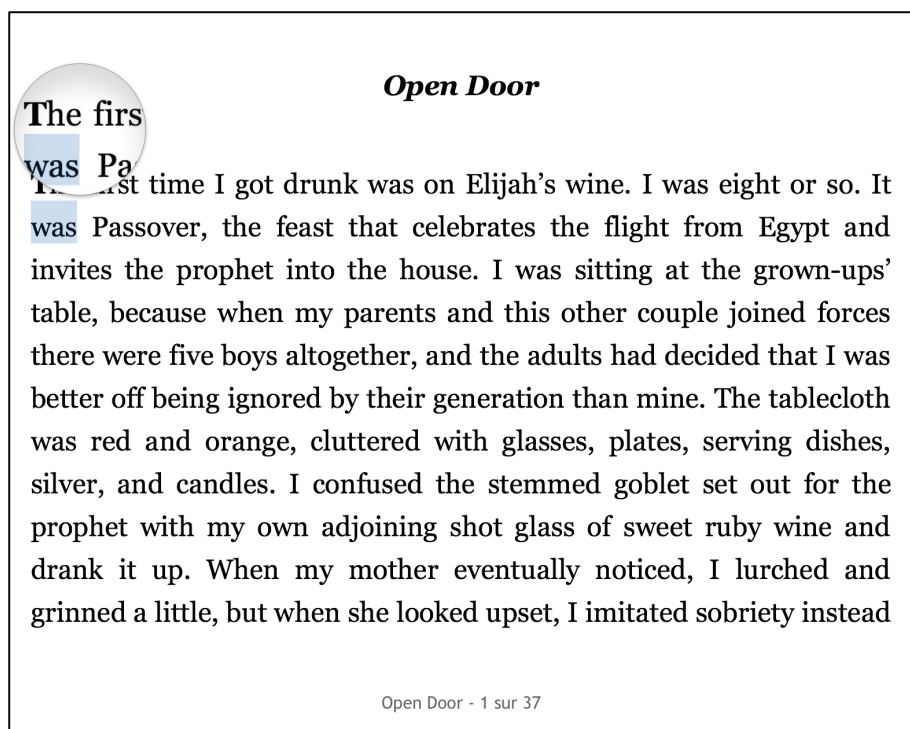 Open Door
The firs
was Pa
The first time I got drunk was on Elijah’s wine. I was eight or so. It
was Passover, the feast that celebrates the flight from Egypt and
invites the prophet into the house. I was sitting at the grown-ups’
table, because when my parents and this other couple joined forces
there were five boys altogether, and the adults had decided that I was
better off being ignored by their generation than mine. The tablecloth
was red and orange, cluttered with glasses, plates, serving dishes,
silver, and candles. I confused the stemmed goblet set out for the
prophet with my own adjoining shot glass of sweet ruby wine and
drank it up. When my mother eventually noticed, I lurched and
grinned a little, but when she looked upset, I imitated sobriety instead
Open Door - 1 sur 37